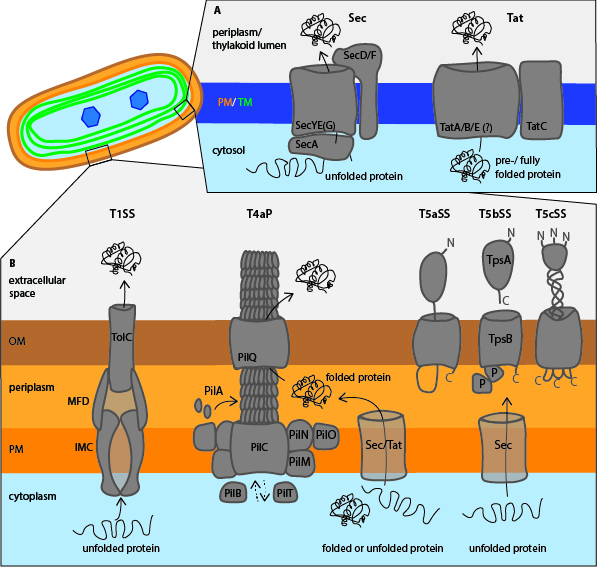 A
Sec
Tat
periplasm/
thylakoid lumen
SecD/F
PM/TM
SecYE(G)
TatA/B/E (?)
TatC
cytosol
SecA
unfolded protein
pre-/ fully
folded protein
T1SS
T4aP
T5aSS
T5bSS
T5cSS
B
extracellular
space
N
N
N N N
TpsA
C
TolC
OM
PilQ
TpsB
periplasm
folded protein
C
P
P
C
C C C
PilA
MFD
PM
IMC
PilC
PilN
PilO
PilM
Sec/Tat
Sec
cytoplasm
PilB
PilT
unfolded protein
folded or unfolded protein
unfolded protein